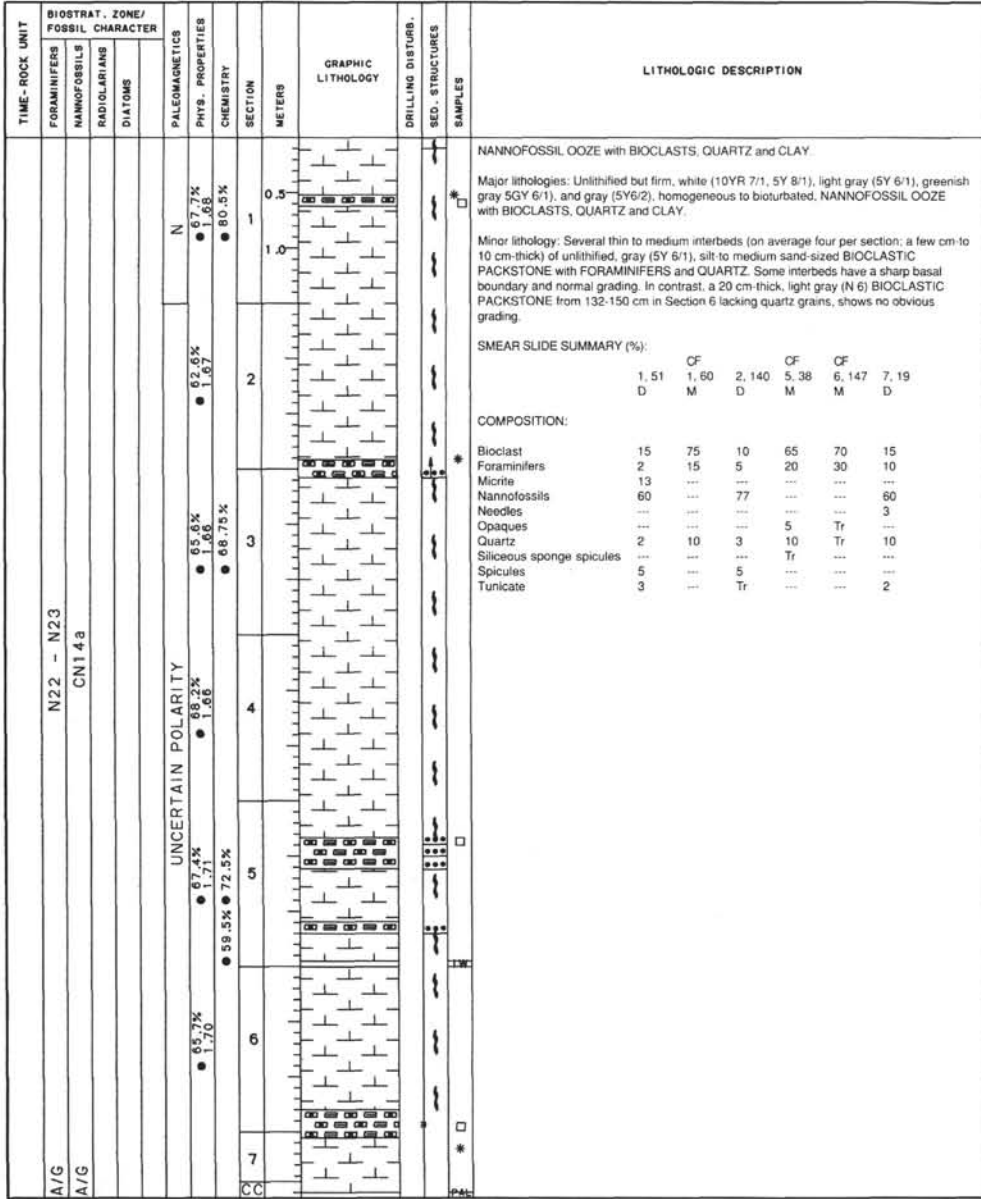 TIME-ROCK UNIT
BIOSTRAT. ZONE/
FOSSIL CHARACTER
FORAMINIFERS
NANNOFOSSILS
RADIOLARIANS
DIATOMS
PALEOMAGNETICS
PHYS. PROPERTIES
CHEMISTRY
SECTION
METERS
GRAPHIC
LITHOLOGY
DRILLING DISTURB.
SED. STRUCTURES
SAMPLES
LITHOLOGIC DESCRIPTION
A/G N22 - N23
A/G CN14a
N
UNCERTAIN POLARITY
67.7%
1.68
80.5%
62.6%
1.67
65.6%
1.66
68.75%
68.2%
1.66
67.4%
1.71
72.5%
59.5%
65.7%
1.70
1
2
3
4
5
6
7
CC
0.5
1.0
*
*
IW
*
PAL
NANNOFOSSIL OOZE with BIOCLASTS, QUARTZ and CLAY.
Major lithologies: Unlithified but firm, white (10YR 7/1, 5Y 8/1), light gray (5Y 6/1), greenish
gray 5GY 6/1), and gray (5Y6/2), homogeneous to bioturbated, NANNOFOSSIL OOZE
with BIOCLASTS, QUARTZ and CLAY.
Minor lithology: Several thin to medium interbeds (on average four per section; a few cm-to
10 cm-thick) of unlithified, gray (5Y 6/1), silt-to medium sand-sized BIOCLASTIC
PACKSTONE with FORAMINIFERS and QUARTZ. Some interbeds have a sharp basal
boundary and normal grading. In contrast, a 20 cm-thick, light gray (N 6) BIOCLASTIC
PACKSTONE from 132-150 cm in Section 6 lacking quartz grains, shows no obvious
grading.
SMEAR SLIDE SUMMARY (%):
CF CF CF
1, 51 1, 60 2, 140 5, 38 6, 147 7, 19
D M D M M D
COMPOSITION:
Bioclast 15 75 10 65 70 15
Foraminifers 2 15 5 20 30 10
Micrite 13 --- --- --- --- ---
Nannofossils 60 --- 77 --- --- 60
Needles --- --- --- --- --- 3
Opaques --- --- --- 5 Tr ---
Quartz 2 10 3 10 Tr 10
Siliceous sponge spicules --- --- --- Tr --- ---
Spicules 5 --- 5 --- --- ---
Tunicate 3 --- Tr --- --- 2